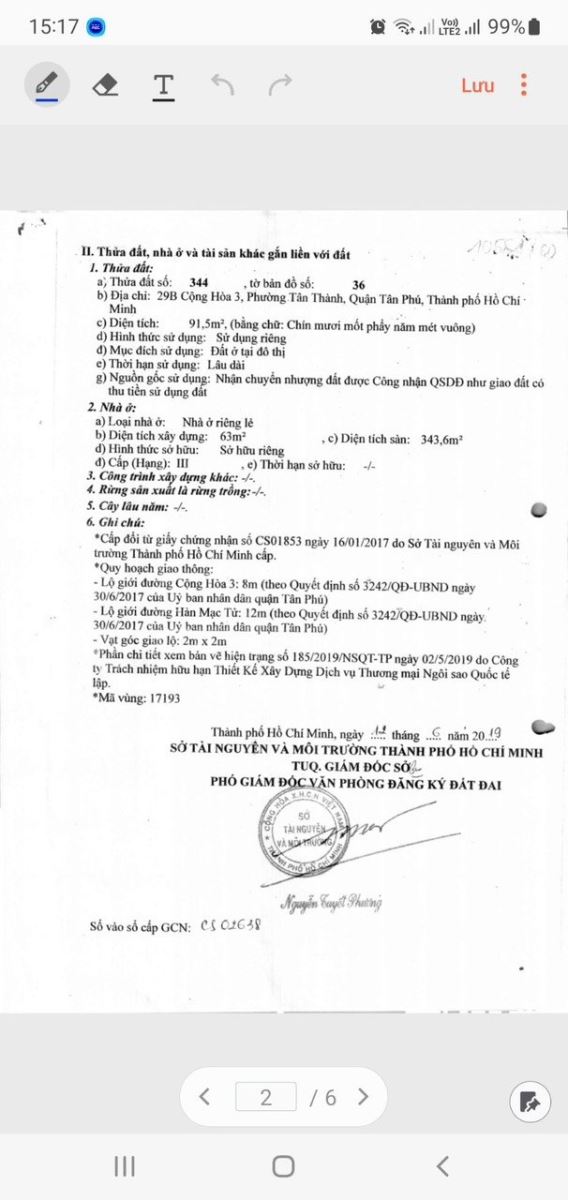 15:17
Vo)) LTE2 99%
T
Lưu
II. Thửa đất, nhà ở và tài sản khác gắn liền với đất
1. Thửa đất:
a) Thửa đất số: 344 , tờ bản đồ số: 36
b) Địa chỉ: 29B Cộng Hòa 3, Phường Tân Thành, Quận Tân Phú, Thành phố Hồ Chí
Minh
c) Diện tích: 91,5m², (bằng chữ: Chín mươi mốt phẩy năm mét vuông)
d) Hình thức sử dụng: Sử dụng riêng
đ) Mục đích sử dụng: Đất ở tại đô thị
e) Thời hạn sử dụng: Lâu dài
g) Nguồn gốc sử dụng: Nhận chuyển nhượng đất được Công nhận QSDĐ như giao đất có
thu tiền sử dụng đất
2. Nhà ở:
a) Loại nhà ở: Nhà ở riêng lẻ
b) Diện tích xây dựng: 63m² , c) Diện tích sàn: 343,6m²
d) Hình thức sở hữu: Sở hữu riêng
đ) Cấp (Hạng): III , e) Thời hạn sở hữu: -/-
3. Công trình xây dựng khác: -/-.
4. Rừng sản xuất là rừng trồng:-/-.
5. Cây lâu năm: -/-.
6. Ghi chú:
*Cấp đổi từ giấy chứng nhận số CS01853 ngày 16/01/2017 do Sở Tài nguyên và Môi
trường Thành phố Hồ Chí Minh cấp.
*Quy hoạch giao thông:
- Lộ giới đường Cộng Hòa 3: 8m (theo Quyết định số 3242/QĐ-UBND ngày
30/6/2017 của Uỷ ban nhân dân quận Tân Phú)
- Lộ giới đường Hàn Mạc Tử: 12m (theo Quyết định số 3242/QĐ-UBND ngày
30/6/2017 của Uỷ ban nhân dân quận Tân Phú)
- Vạt góc giao lộ: 2m x 2m
*Phần chi tiết xem bản vẽ hiện trạng số 185/2019/NSQT-TP ngày 02/5/2019 do Công
ty Trách nhiệm hữu hạn Thiết Kế Xây Dựng Dịch vụ Thương mại Ngôi sao Quốc tế
lập.
*Mã vùng: 17193
Thành phố Hồ Chí Minh, ngày tháng 6 năm 2019
SỞ TÀI NGUYÊN VÀ MÔI TRƯỜNG THÀNH PHỐ HỒ CHÍ MINH
TUQ. GIÁM ĐỐC SỞ
PHÓ GIÁM ĐỐC VĂN PHÒNG ĐĂNG KÝ ĐẤT ĐAI
CỘNG HÒA X.H.C.N VIỆT NAM
SỞ
TÀI NGUYÊN
VÀ MÔI TRƯỜNG
THÀNH PHỐ HỒ CHÍ MINH
Nguyễn Tuyết Phương
Số vào sổ cấp GCN: CS 02638
2 / 6